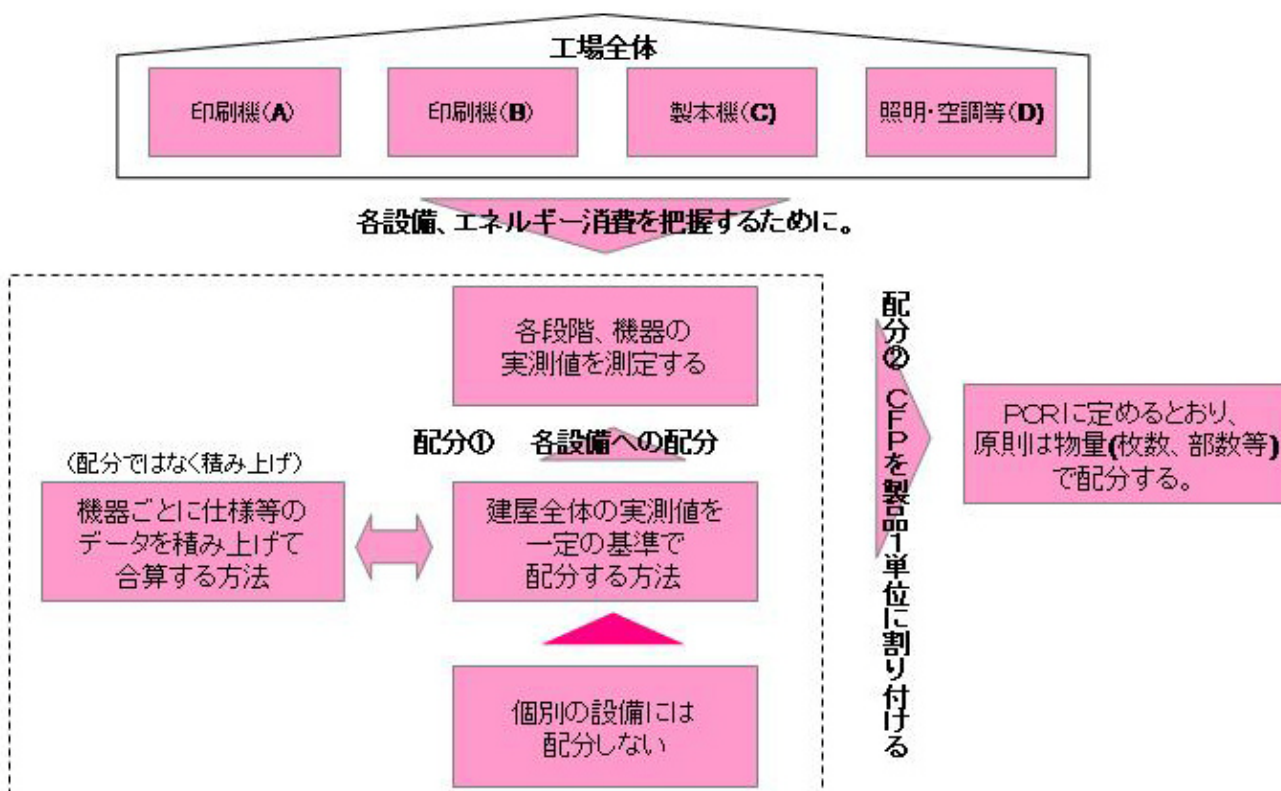 工場全体
印刷機(A)
印刷機(B)
製本機(C)
照明・空調等(D)
各設備、エネルギー消費を把握するために。
各段階、機器の
実測値を測定する
配分①　各設備への配分
(配分ではなく積み上げ)
機器ごとに仕様等の
データを積み上げて
合算する方法
建屋全体の実測値を
一定の基準で
配分する方法
個別の設備には
配分しない
配分②　CFPを製品1単位に割り付ける
PCRに定めるとおり、
原則は物量(枚数、部数等)
で配分する。